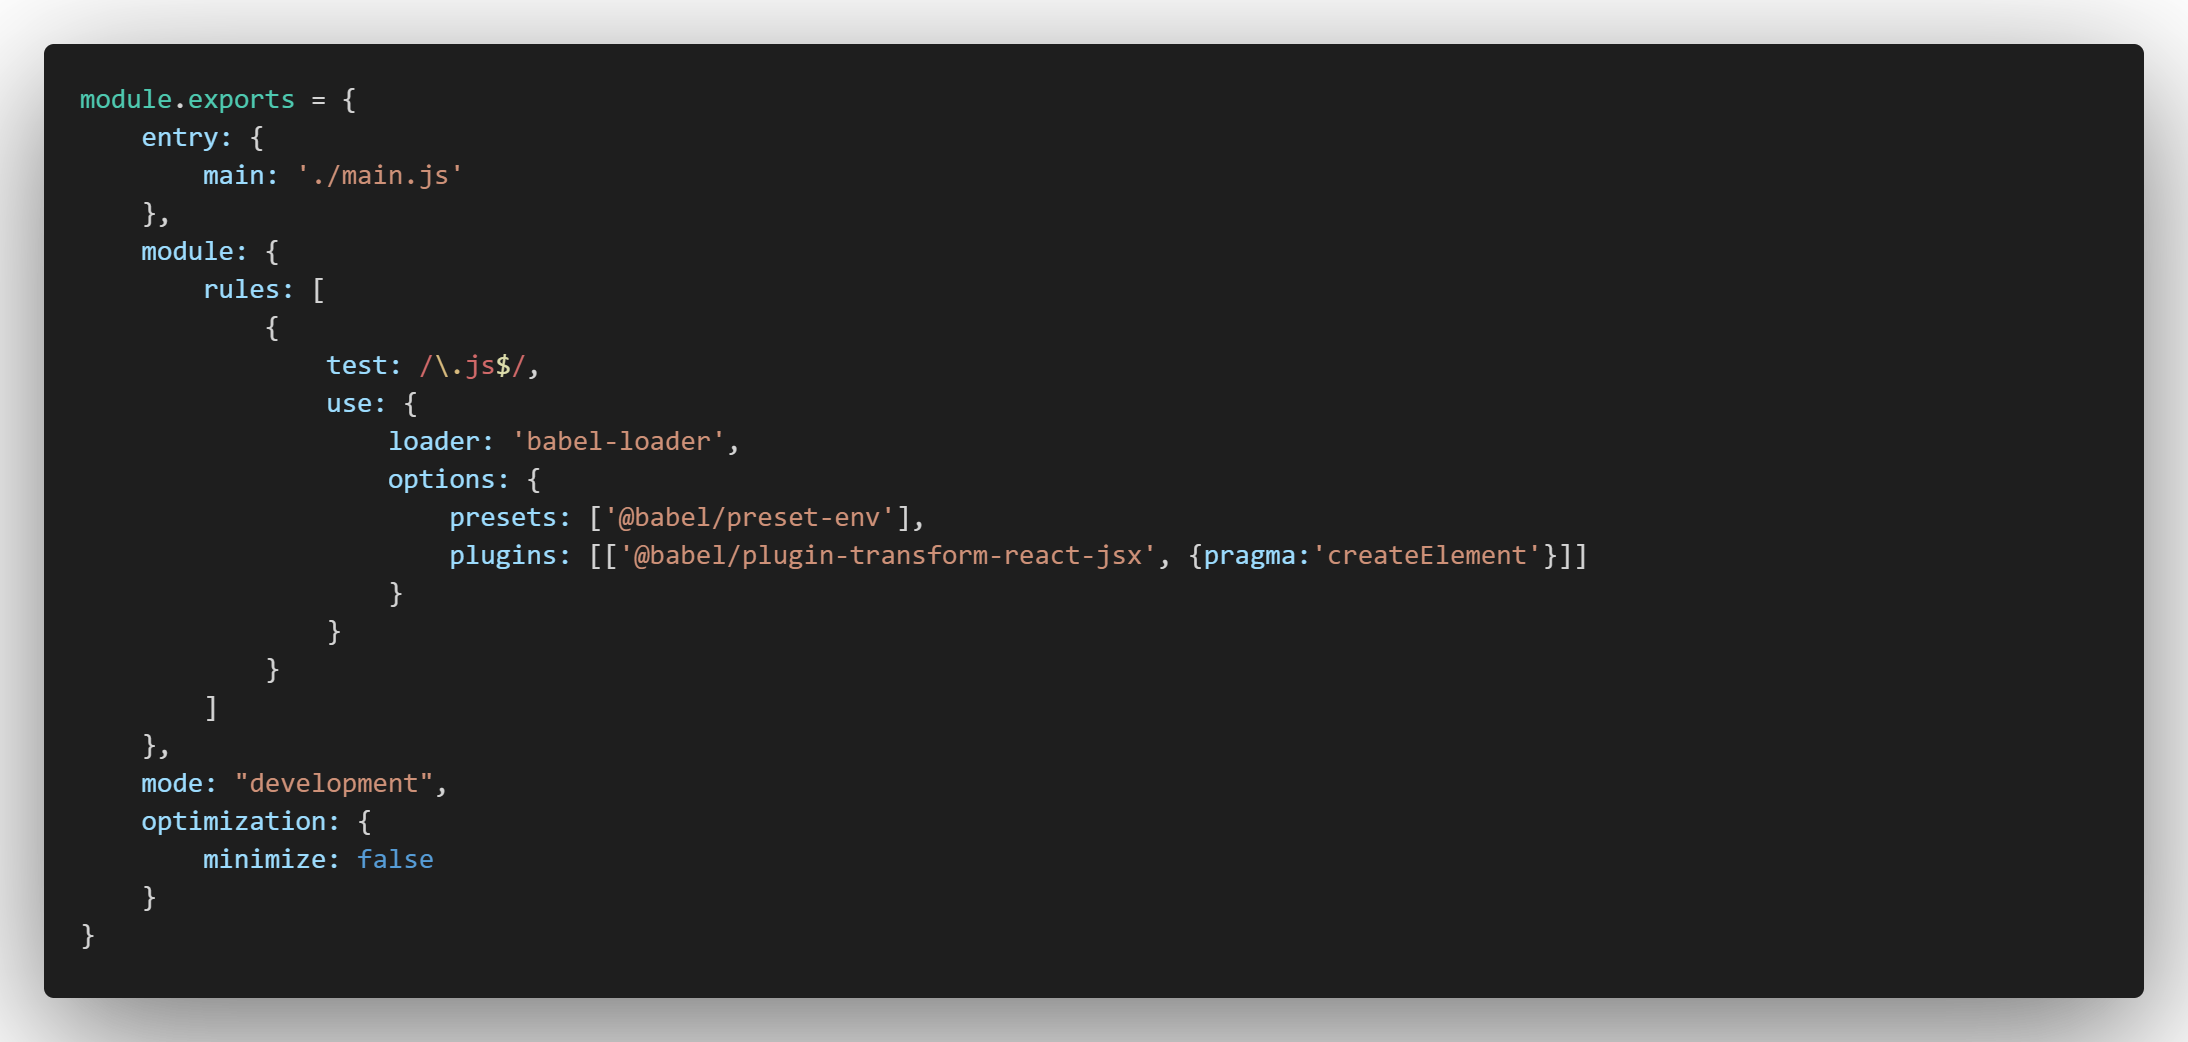 module.exports = {
    entry: {
        main: './main.js'
    },
    module: {
        rules: [
            {
                test: /\.js$/,
                use: {
                    loader: 'babel-loader',
                    options: {
                        presets: ['@babel/preset-env'],
                        plugins: [['@babel/plugin-transform-react-jsx', {pragma:'createElement'}]]
                    }
                }
            }
        ]
    },
    mode: "development",
    optimization: {
        minimize: false
    }
}